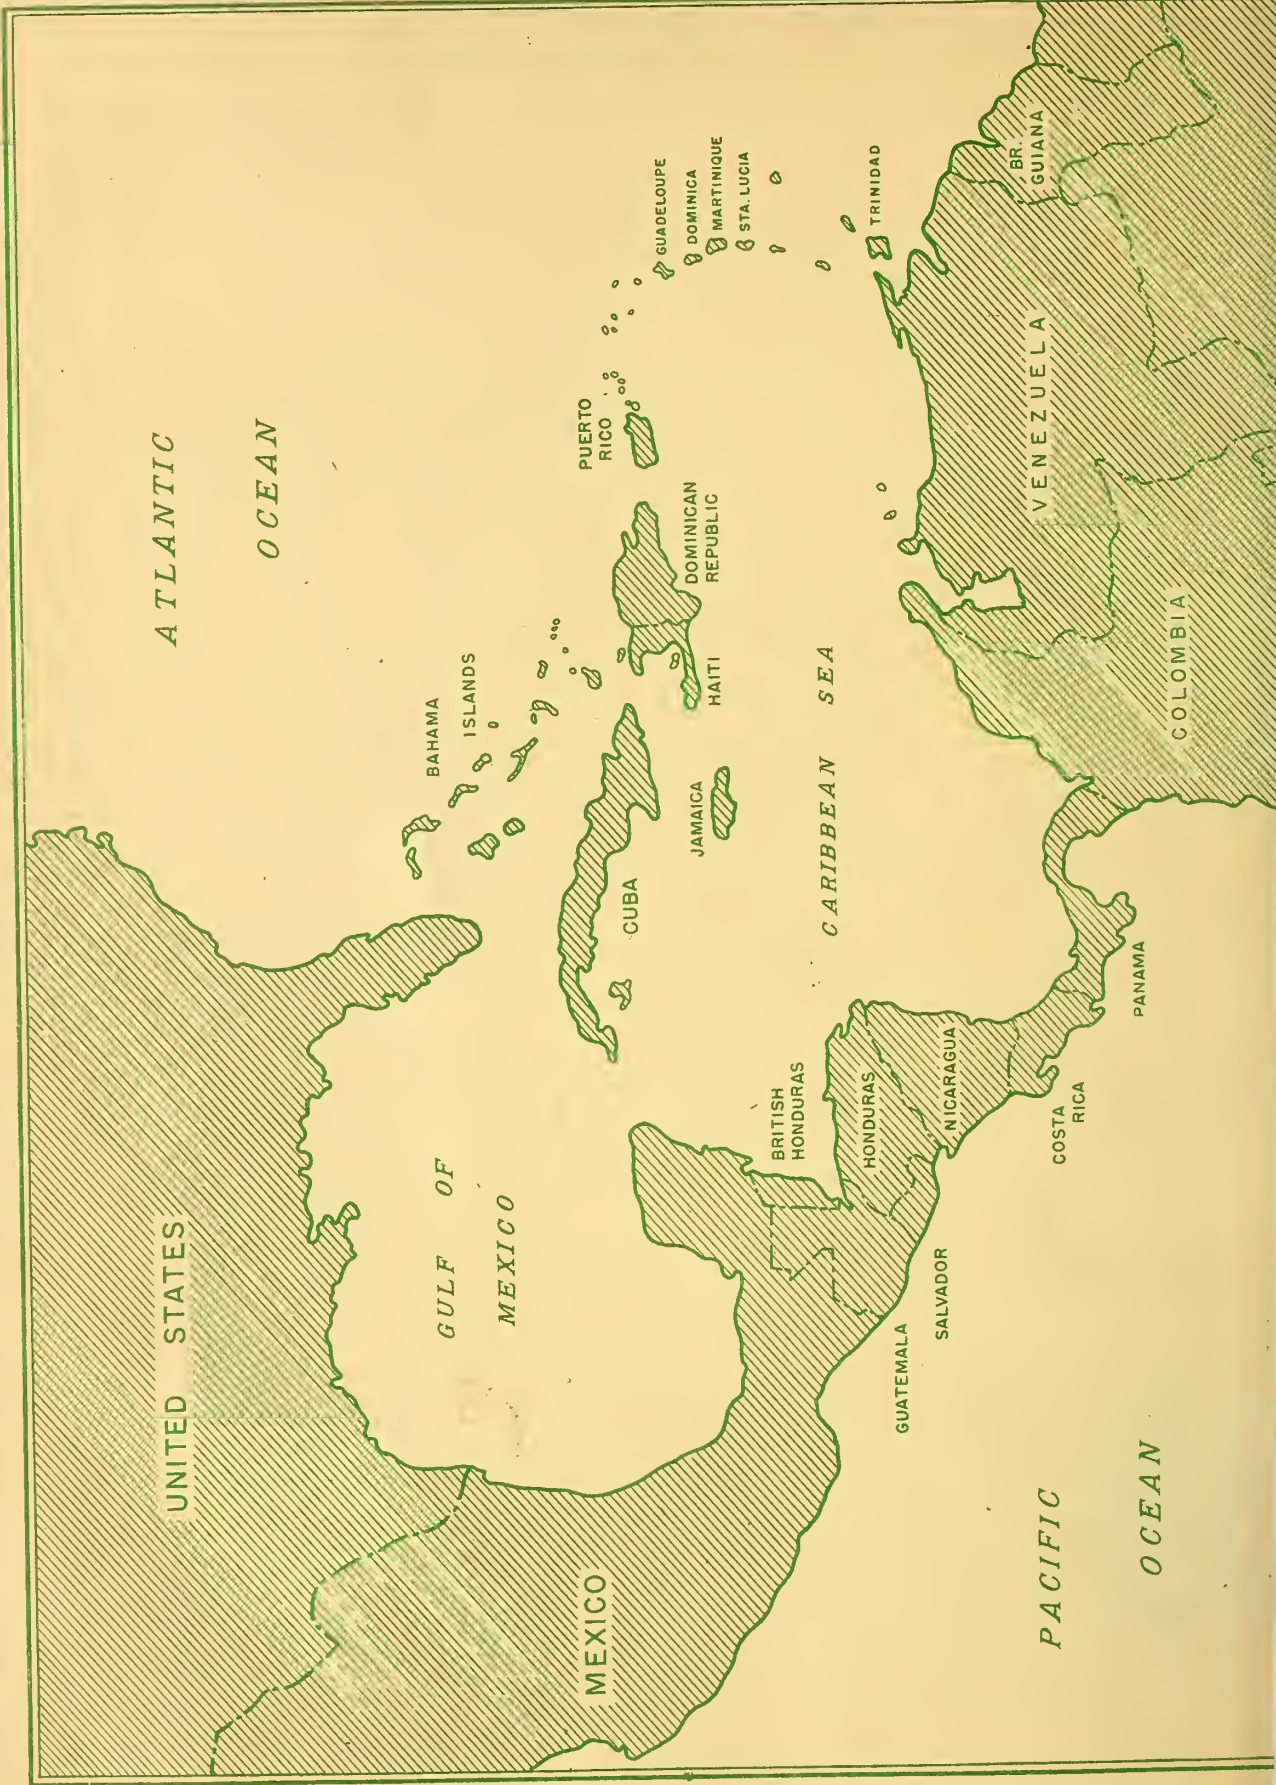 UNITED STATES
ATLANTIC
OCEAN
BAHAMA
ISLANDS
GULF OF
MEXICO
MEXICO
CUBA
PUERTO
RICO
DOMINICAN
REPUBLIC
HAITI
JAMAICA
GUADELOUPE
DOMINICA
MARTINIQUE
STA. LUCIA
TRINIDAD
CARIBBEAN SEA
BRITISH
HONDURAS
HONDURAS
NICARAGUA
GUATEMALA
SALVADOR
COSTA
RICA
PANAMA
COLOMBIA
VENEZUELA
BR.
GUIANA
PACIFIC
OCEAN